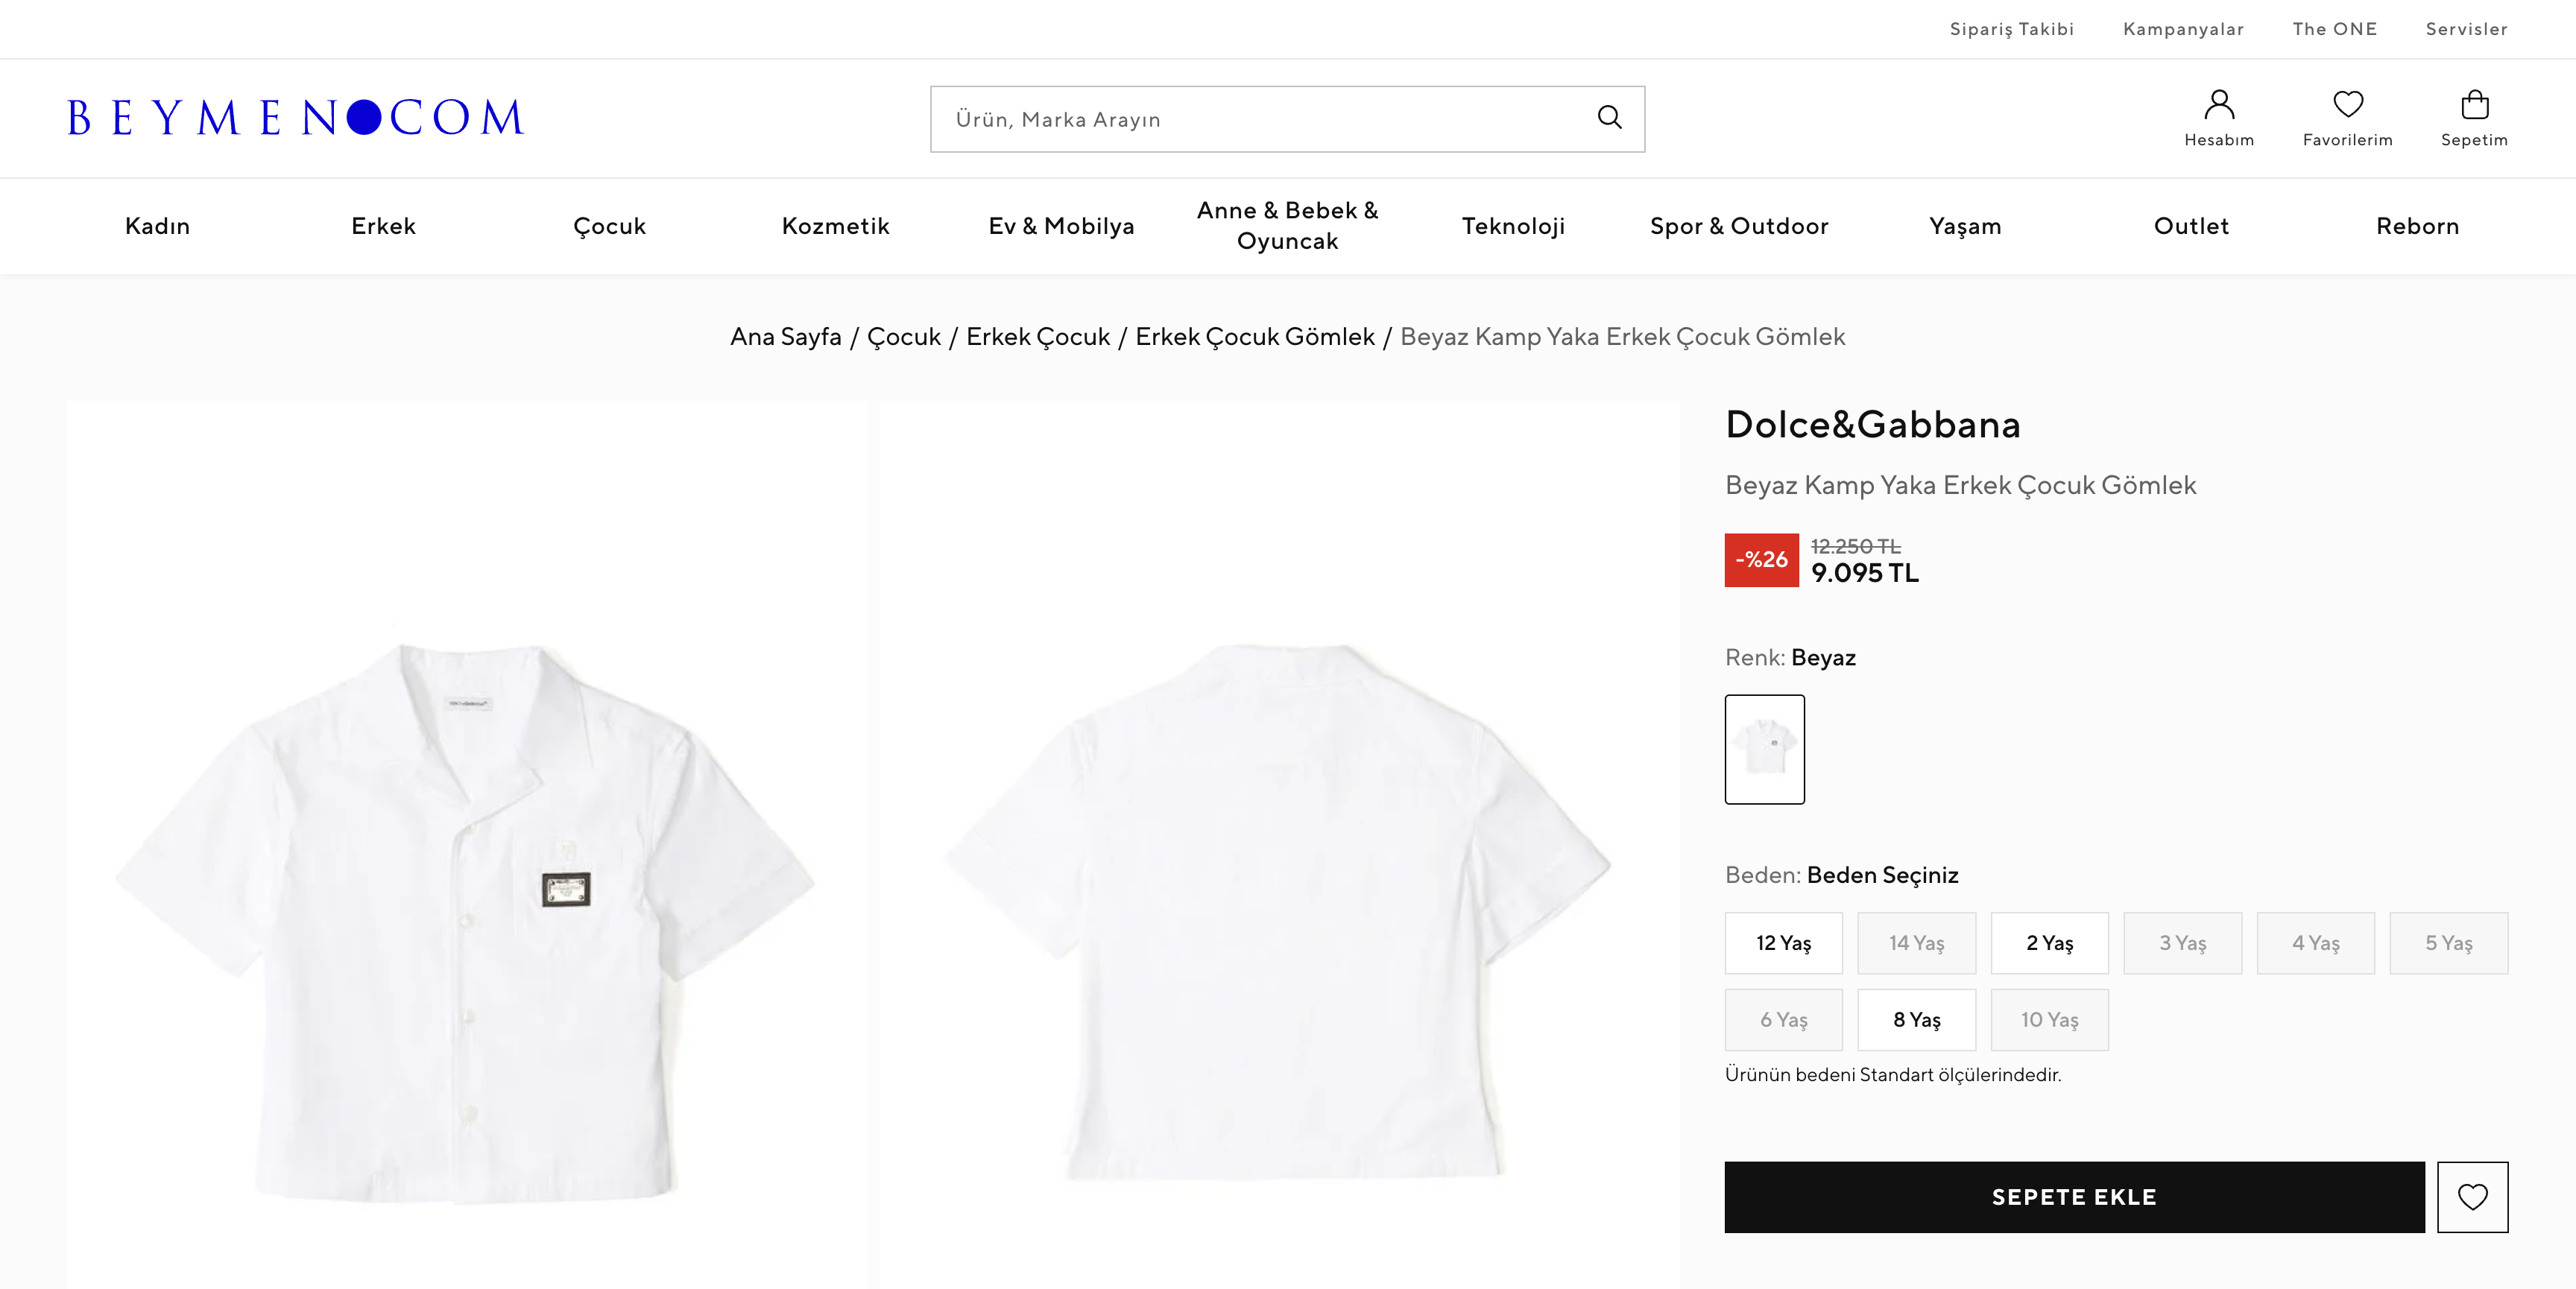 Sipariş Takibi
Kampanyalar
The ONE
Servisler
BEYMEN COM
Ürün, Marka Arayın
Hesabım
Favorilerim
Sepetim
Kadın
Erkek
Çocuk
Kozmetik
Ev & Mobilya
Anne & Bebek &
Oyuncak
Teknoloji
Spor & Outdoor
Yaşam
Outlet
Reborn
Ana Sayfa / Çocuk / Erkek Çocuk / Erkek Çocuk Gömlek / Beyaz Kamp Yaka Erkek Çocuk Gömlek
Dolce&Gabbana
Beyaz Kamp Yaka Erkek Çocuk Gömlek
-%26
12.250 TL
9.095 TL
Renk: Beyaz
Beden: Beden Seçiniz
12 Yaş
14 Yaş
2 Yaş
3 Yaş
4 Yaş
5 Yaş
6 Yaş
8 Yaş
10 Yaş
Ürünün bedeni Standart ölçülerindedir.
SEPETE EKLE